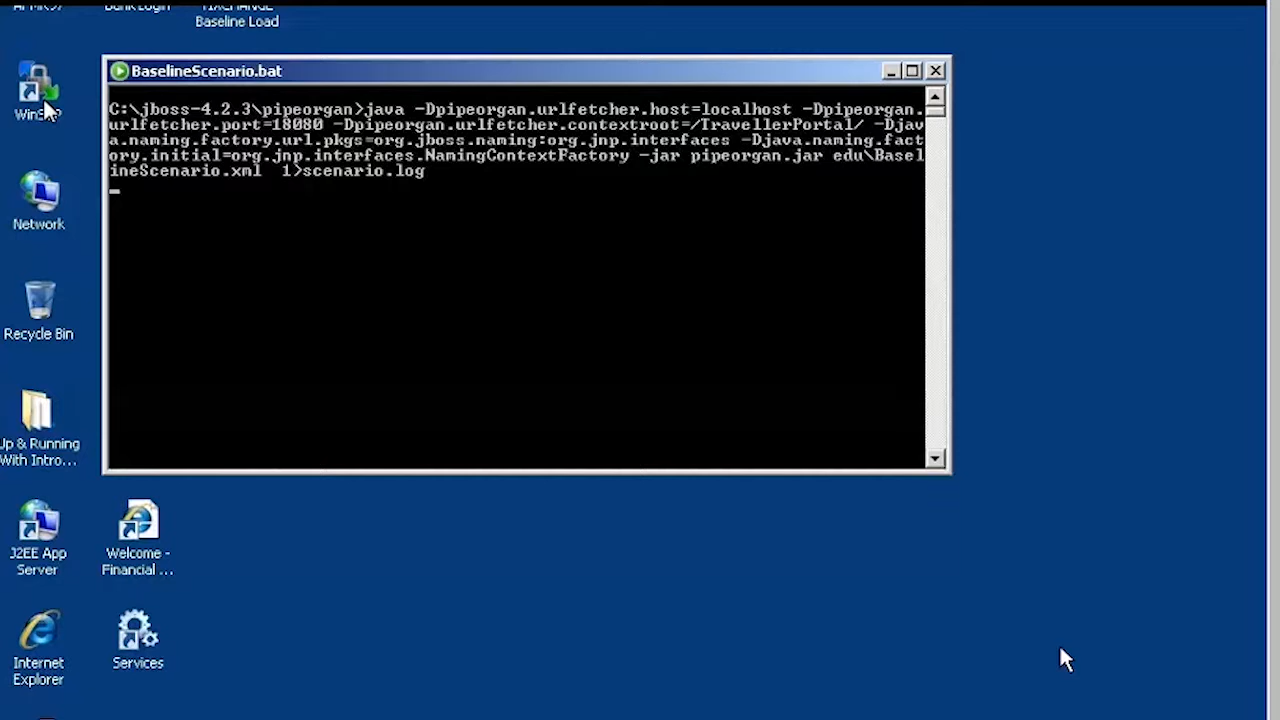 Baseline Load
BaselineScenario.bat
C:\jboss-4.2.3\pipeorgan>java -Dpipeorgan.urlfetcher.host=localhost -Dpipeorgan.
urlfetcher.port=18080 -Dpipeorgan.urlfetcher.contextroot=/TravellerPortal/ -Djav
a.naming.factory.url.pkgs=org.jboss.naming:org.jnp.interfaces -Djava.naming.fact
ory.initial=org.jnp.interfaces.NamingContextFactory -jar pipeorgan.jar edu\Basel
ineScenario.xml  1>scenario.log
Network
Recycle Bin
Up & Running
With Intro...
J2EE App
Server
Welcome -
Financial ...
Internet
Explorer
Services